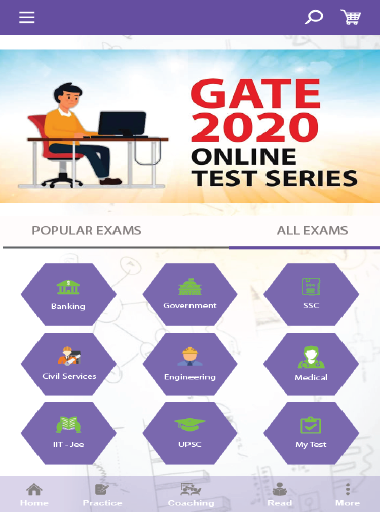 GATE
2020
ONLINE
TEST SERIES
POPULAR EXAMS ALL EXAMS
Banking Government SSC
Civil Services Engineering Medical
IIT - Jee UPSC My Test
Home Practice Coaching Read More